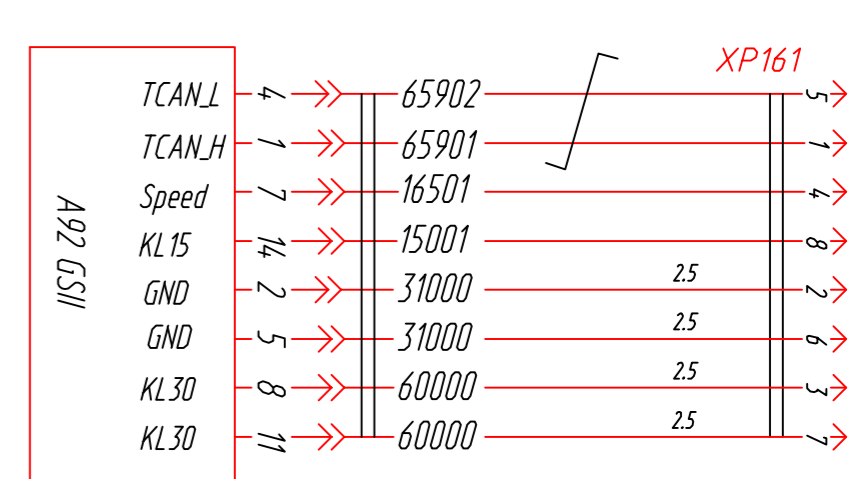 XP161
TCAN_L 4 65902 5
TCAN_H 1 65901 1
Speed 7 16501 4
KL15 14 15001 8
GND 2 31000 2.5 2
GND 5 31000 2.5 6
KL30 8 60000 2.5 3
KL30 11 60000 2.5 7
A92 GSII